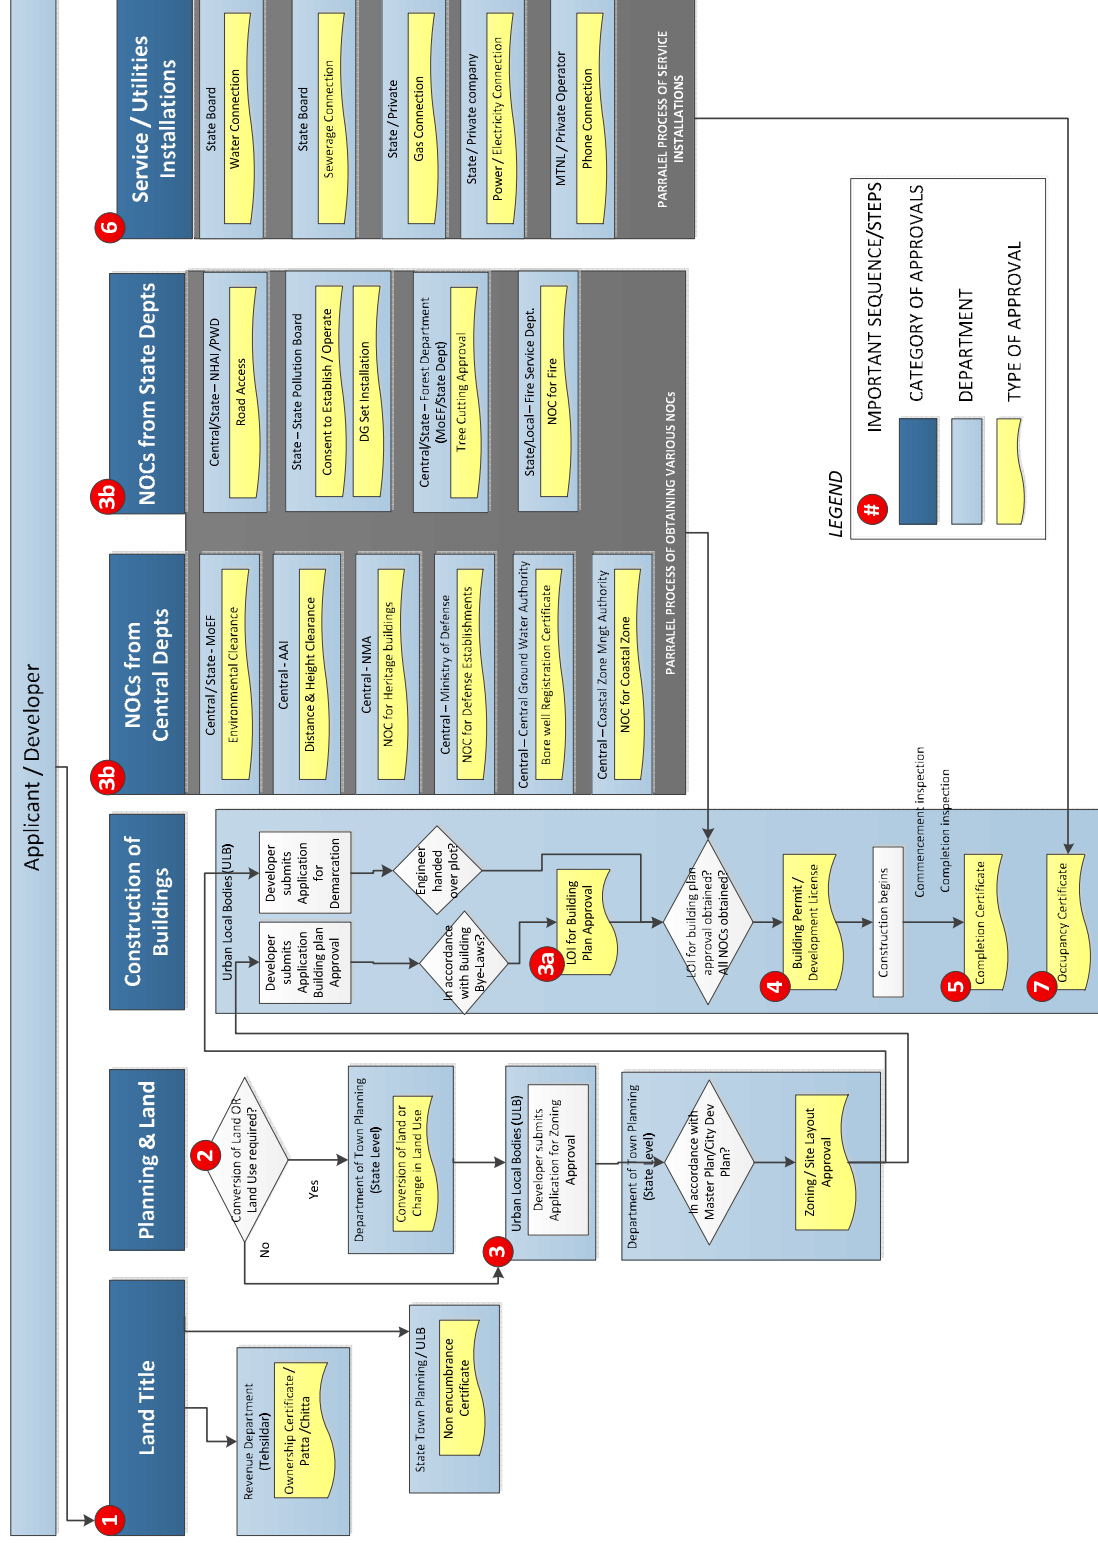 Applicant / Developer
1
Land Title
Revenue Department
(Tehsildar)
Ownership Certificate /
Patta /Chitta
State Town Planning / ULB
Non encumbrance
Certificate
Planning & Land
2
Conversion of Land OR
Land Use required?
Yes
No
Department of Town Planning
(State Level)
Conversion of land or
Change in Land Use
3
Urban Local Bodies (ULB)
Developer submits
Application for Zoning
Approval
Department of Town Planning
(State Level)
In accordance with
Master Plan/City Dev
Plan?
Zoning / Site Layout
Approval
Construction of
Buildings
Urban Local Bodies (ULB)
Developer
submits
Application
Building plan
Approval
Developer
submits
Application
for
Demarcation
In accordance
with Building
Bye-Laws?
Engineer
handed
over plot?
3a
LOI for Building
Plan Approval
LOI for building plan
approval obtained?
All NOCs obtained?
4
Building Permit /
Development License
Construction begins
Commencement inspection
Completion inspection
5
Completion Certificate
7
Occupancy Certificate
3b
NOCs from
Central Depts
Central / State - MoEF
Environmental Clearance
Central - AAI
Distance & Height Clearance
Central - NMA
NOC for Heritage buildings
Central – Ministry of Defense
NOC for Defense Establishments
Central – Central Ground Water Authority
Bore well Registration Certificate
Central – Coastal Zone Mngt Authority
NOC for Coastal Zone
3b
NOCs from State Depts
Central/State – NHAI /PWD
Road Access
State – State Pollution Board
Consent to Establish / Operate
DG Set Installation
Central/State – Forest Department
(MoEF/State Dept)
Tree Cutting Approval
State/Local – Fire Service Dept.
NOC for Fire
PARRALEL PROCESS OF OBTAINING VARIOUS NOCs
6
Service / Utilities
Installations
State Board
Water Connection
State Board
Sewerage Connection
State / Private
Gas Connection
State / Private company
Power / Electricity Connection
MTNL / Private Operator
Phone Connection
PARRALEL PROCESS OF SERVICE
INSTALLATIONS
LEGEND
# IMPORTANT SEQUENCE/STEPS
CATEGORY OF APPROVALS
DEPARTMENT
TYPE OF APPROVAL